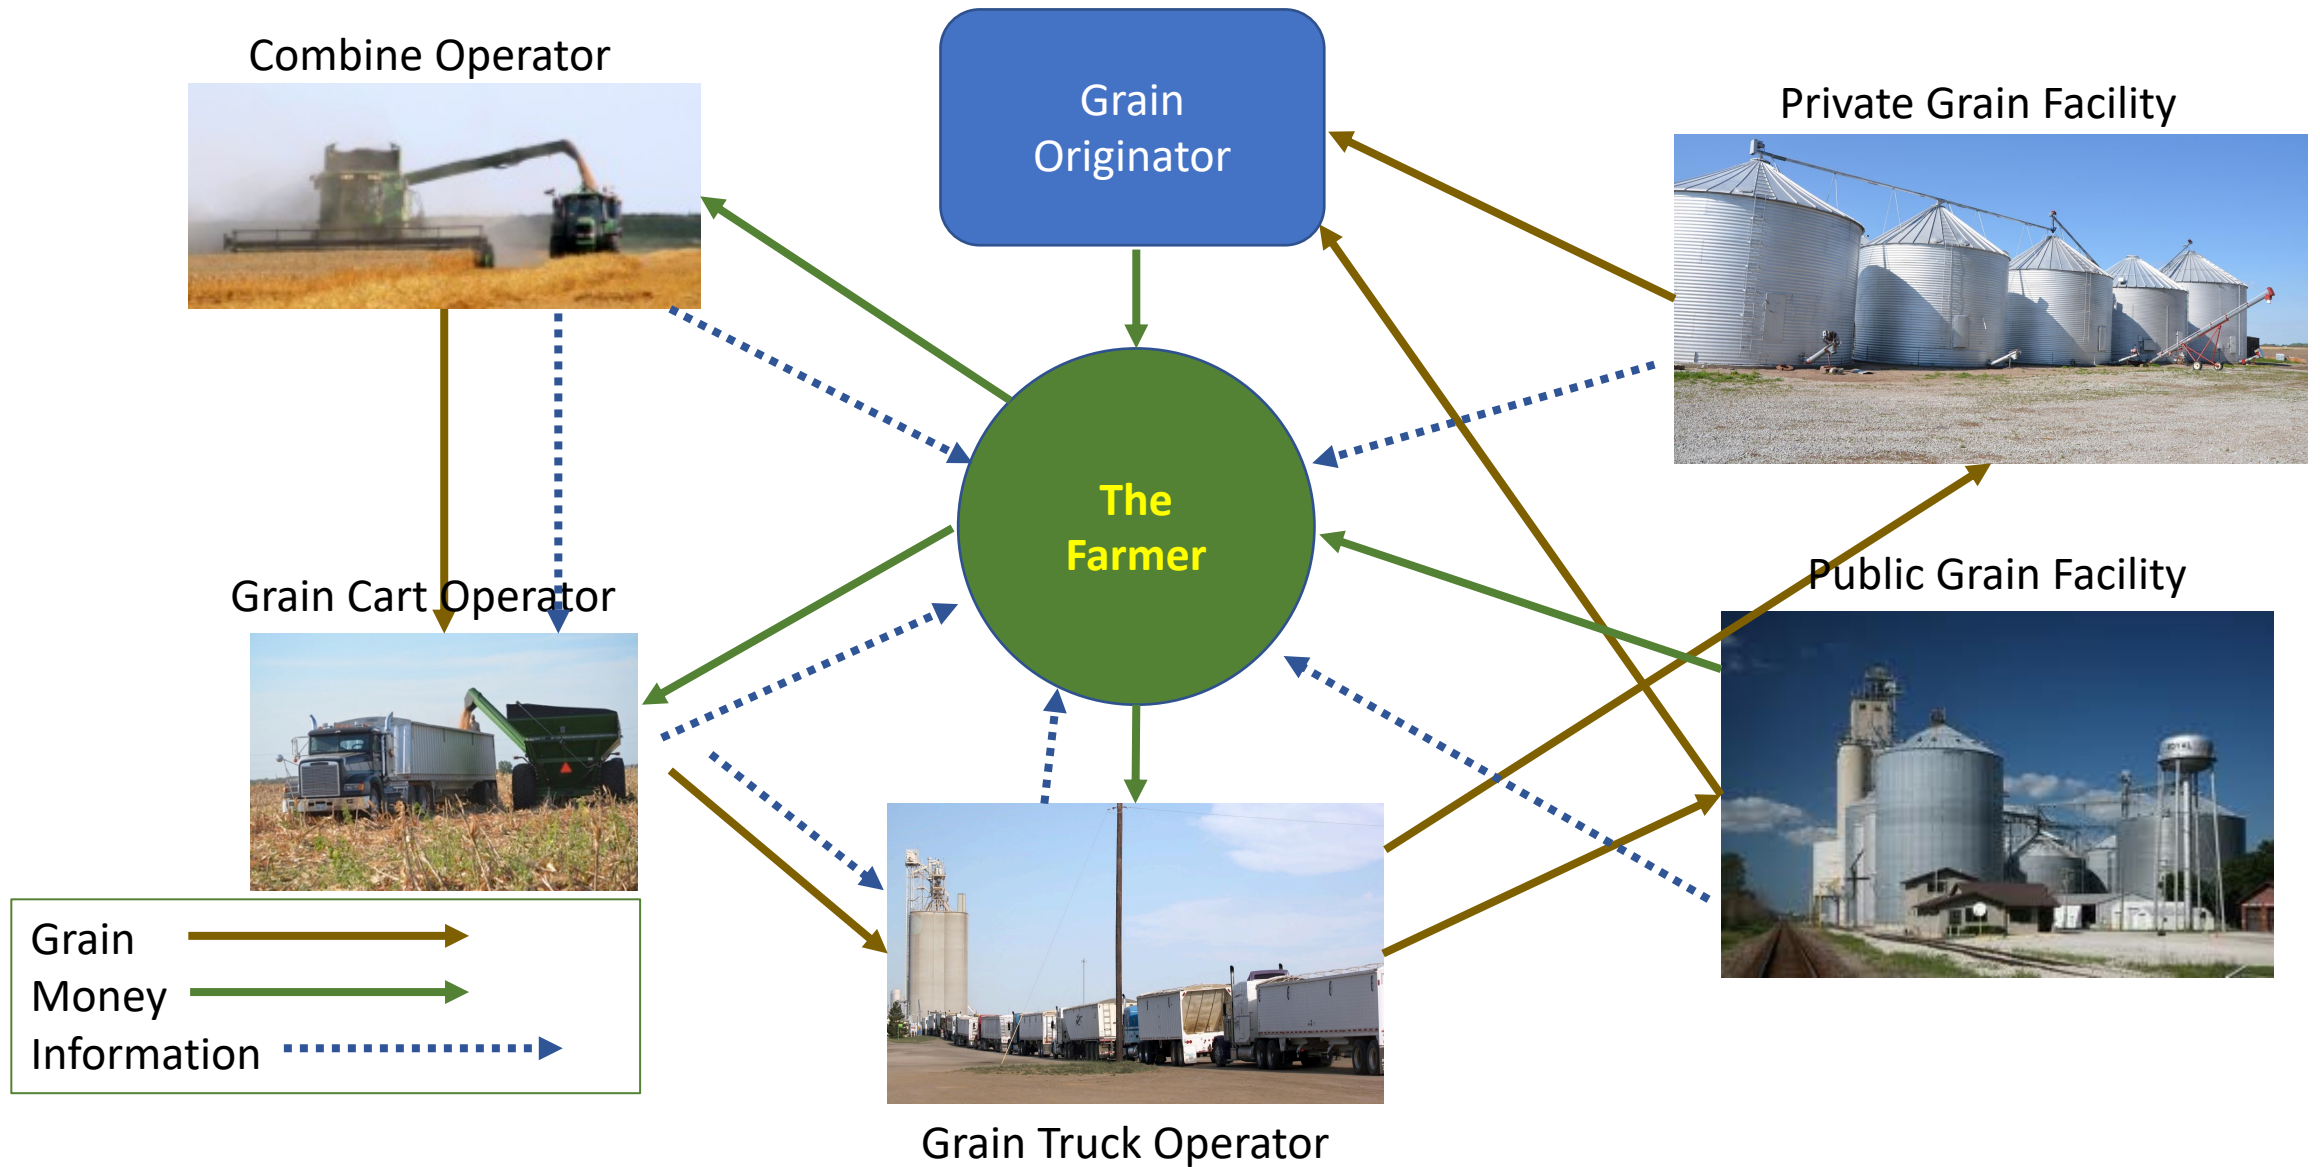 Combine Operator
Grain
Originator
Private Grain Facility
The
Farmer
Grain Cart Operator
Public Grain Facility
Grain
Money
Information
Grain Truck Operator